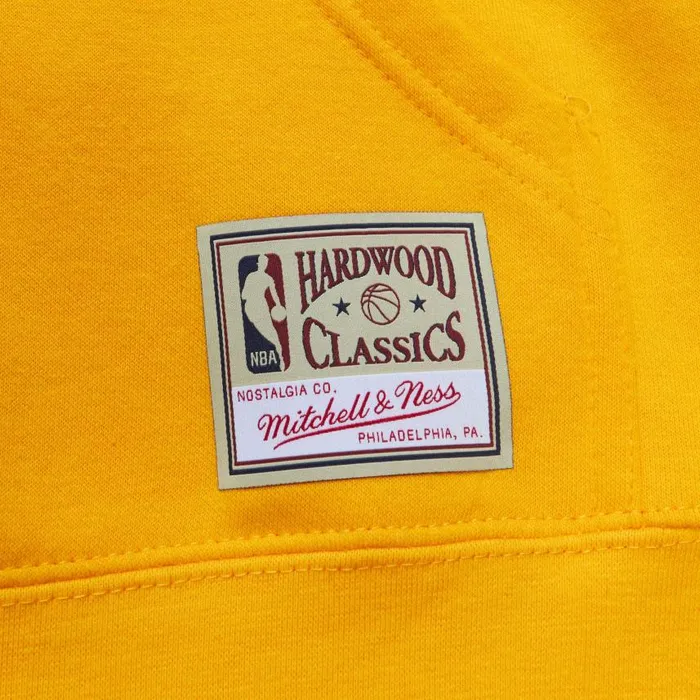 HARDWOOD
CLASSICS
NBA
NOSTALGIA CO.
Mitchell & Ness
PHILADELPHIA, PA.